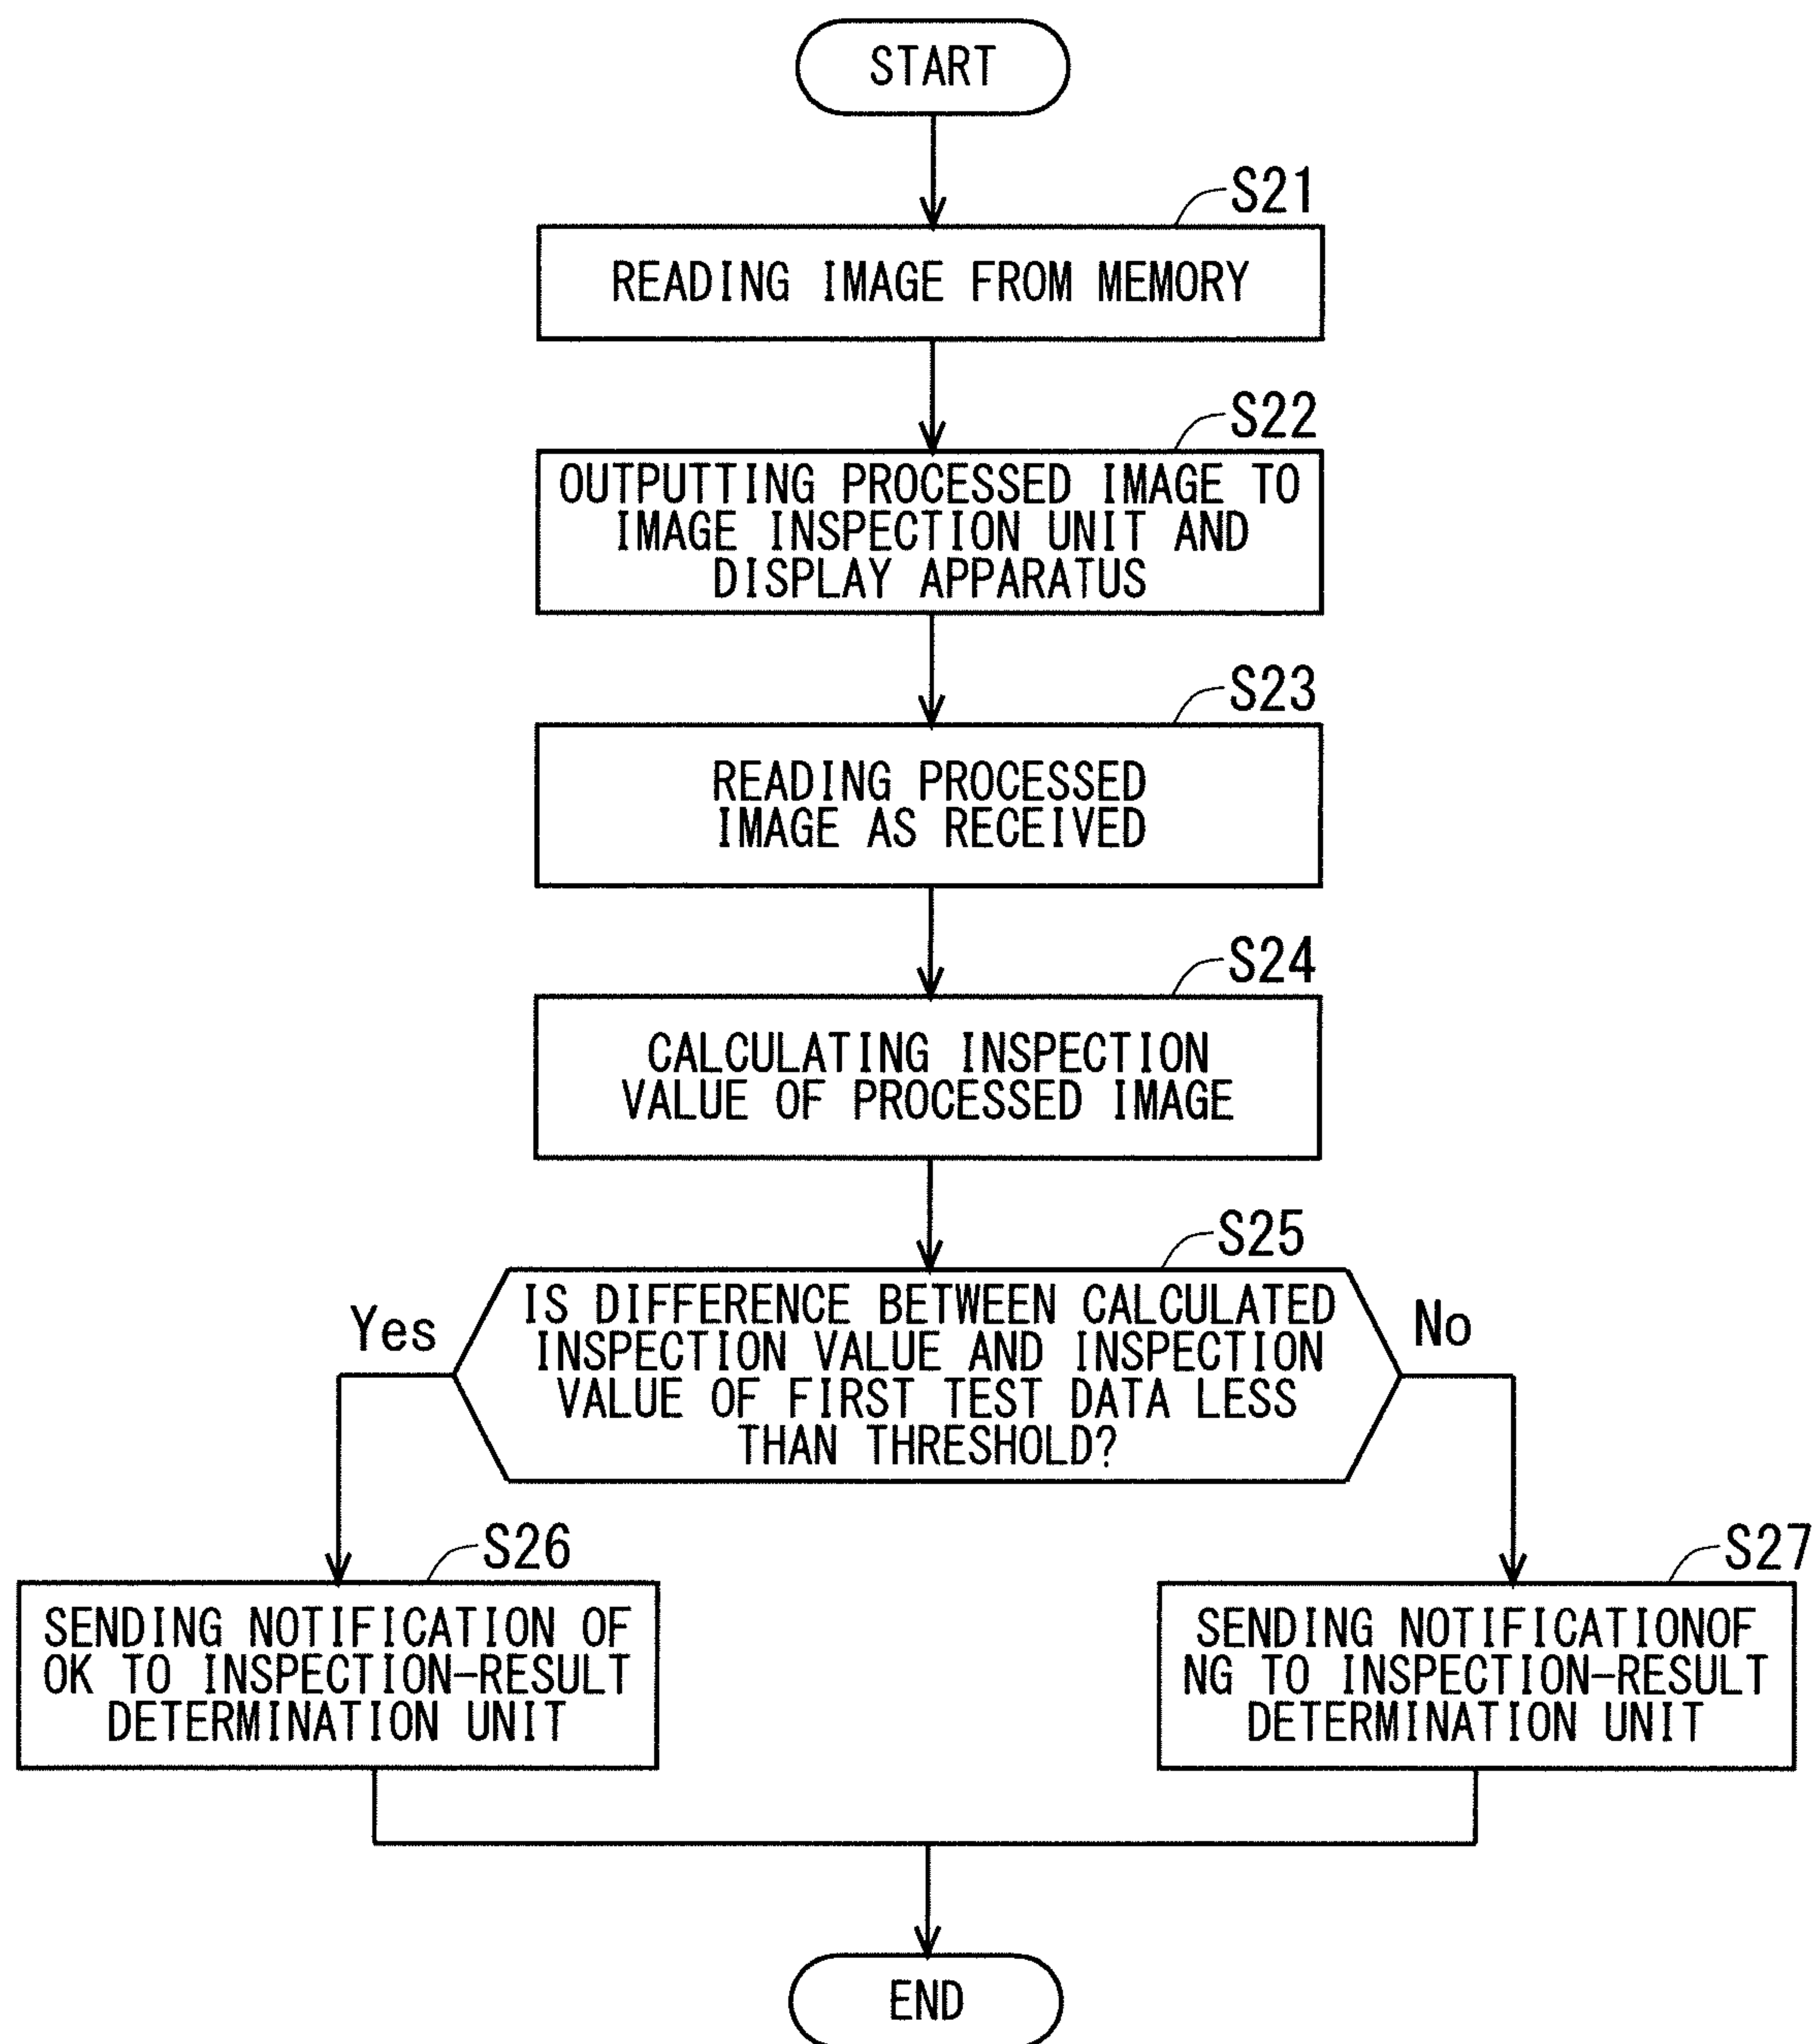 START
S21
READING IMAGE FROM MEMORY
S22
OUTPUTTING PROCESSED IMAGE TO
IMAGE INSPECTION UNIT AND
DISPLAY APPARATUS
S23
READING PROCESSED
IMAGE AS RECEIVED
S24
CALCULATING INSPECTION
VALUE OF PROCESSED IMAGE
S25
IS DIFFERENCE BETWEEN CALCULATED
INSPECTION VALUE AND INSPECTION
VALUE OF FIRST TEST DATA LESS
THAN THRESHOLD?
Yes
No
S26
SENDING NOTIFICATION OF
OK TO INSPECTION-RESULT
DETERMINATION UNIT
S27
SENDING NOTIFICATIONOF
NG TO INSPECTION-RESULT
DETERMINATION UNIT
END